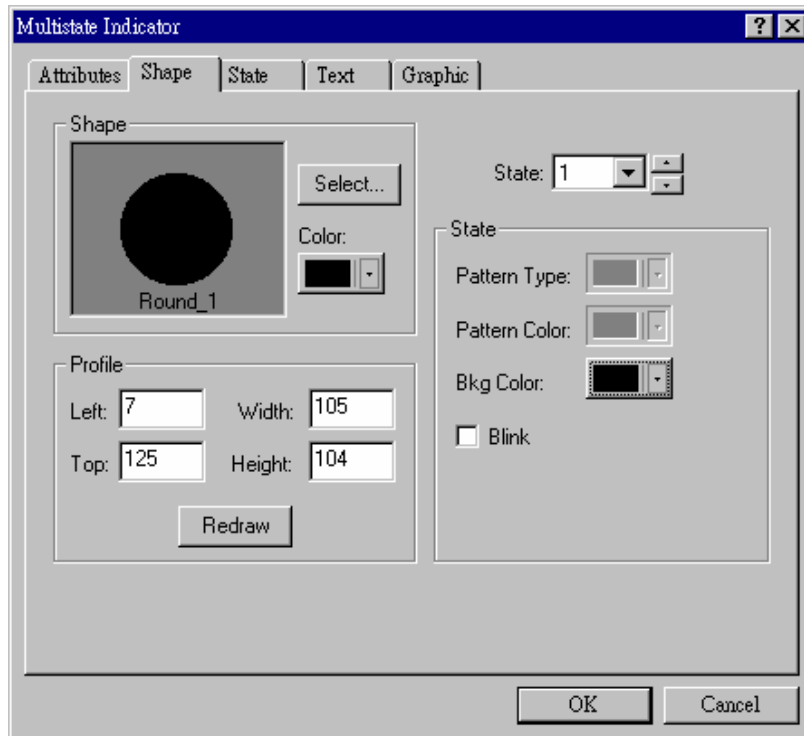 Multistate Indicator
Attributes Shape State Text Graphic
Shape
Round_1
Select...
Color:
Profile
Left: 7 Width: 105
Top: 125 Height: 104
Redraw
State: 1
State
Pattern Type:
Pattern Color:
Bkg Color:
Blink
OK Cancel